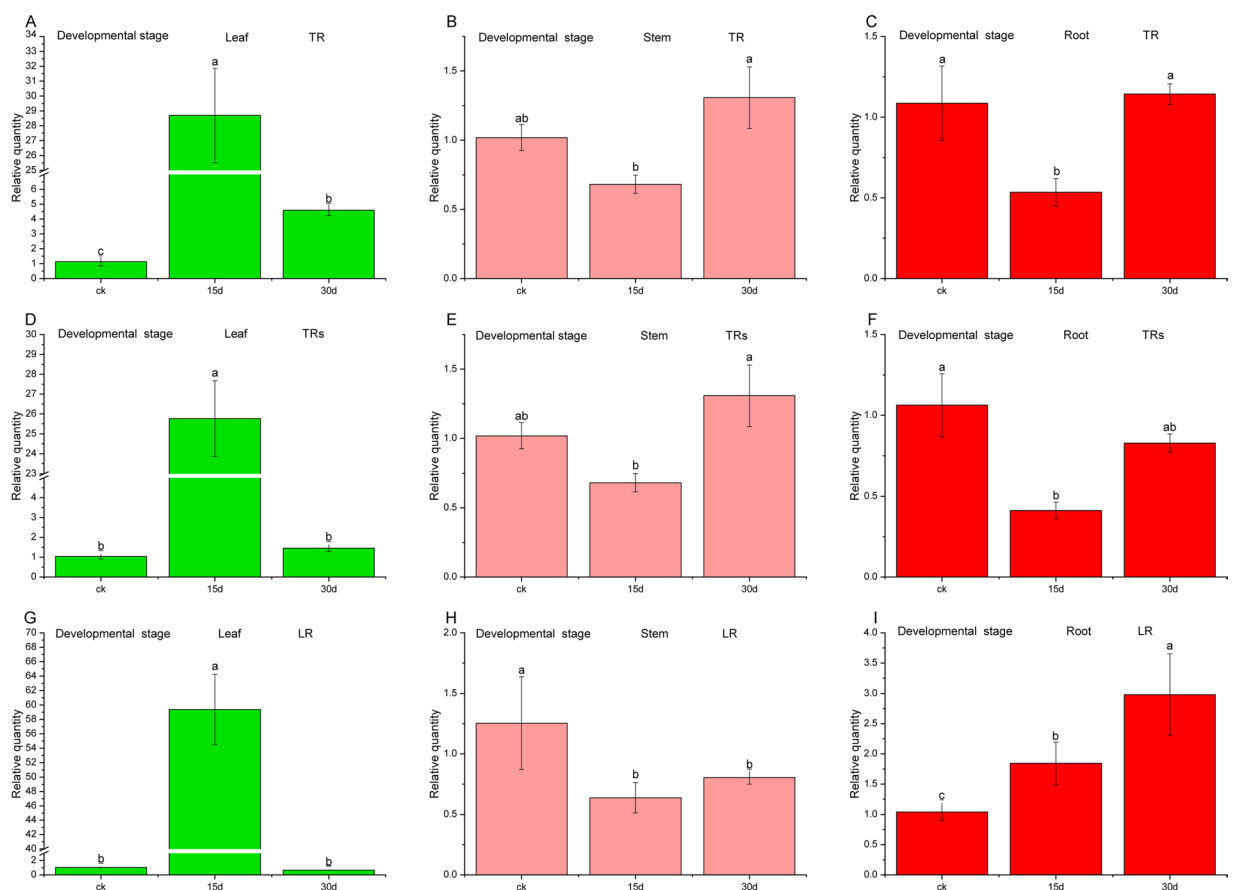 A
Developmental stage Leaf TR
Relative quantity
34
33
32
31
30
29
28
27
26
25
6
5
4
3
2
1
0
a
b
c
ck 15d 30d
B
Developmental stage Stem TR
Relative quantity
1.5
1.0
0.5
0.0
ab
b
a
ck 15d 30d
C
Developmental stage Root TR
Relative quantity
1.5
1.0
0.5
0.0
a
b
a
ck 15d 30d
D
Developmental stage Leaf TRs
Relative quantity
30
29
28
27
26
25
24
23
4
3
2
1
0
b
a
b
ck 15d 30d
E
Developmental stage Stem TRs
Relative quantity
1.5
1.0
0.5
0.0
ab
b
a
ck 15d 30d
F
Developmental stage Root TRs
Relative quantity
1.5
1.0
0.5
0.0
a
b
ab
ck 15d 30d
G
Developmental stage Leaf LR
Relative quantity
70
68
66
64
62
60
58
56
54
52
50
48
46
44
42
40
2
0
b
a
b
ck 15d 30d
H
Developmental stage Stem LR
Relative quantity
2.0
1.5
1.0
0.5
0.0
a
b
b
ck 15d 30d
I
Developmental stage Root LR
Relative quantity
4.0
3.5
3.0
2.5
2.0
1.5
1.0
0.5
0.0
c
b
a
ck 15d 30d